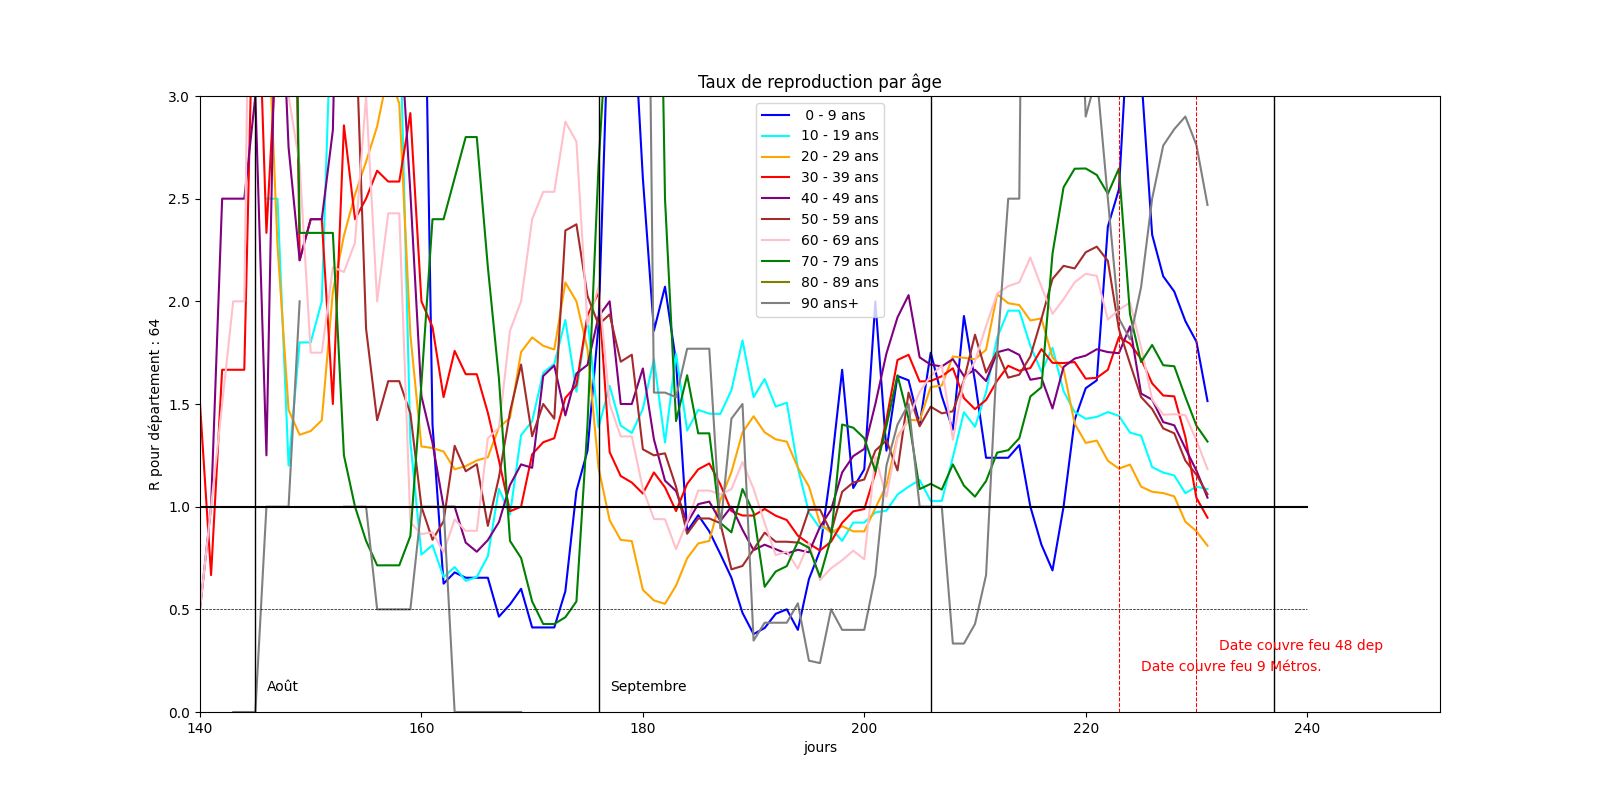 Taux de reproduction par âge
R pour département : 64
3.0
2.5
2.0
1.5
1.0
0.5
0.0
0 - 9 ans
10 - 19 ans
20 - 29 ans
30 - 39 ans
40 - 49 ans
50 - 59 ans
60 - 69 ans
70 - 79 ans
80 - 89 ans
90 ans+
Date couvre feu 48 dep
Date couvre feu 9 Métros.
Août
Septembre
140
160
180
200
220
240
jours